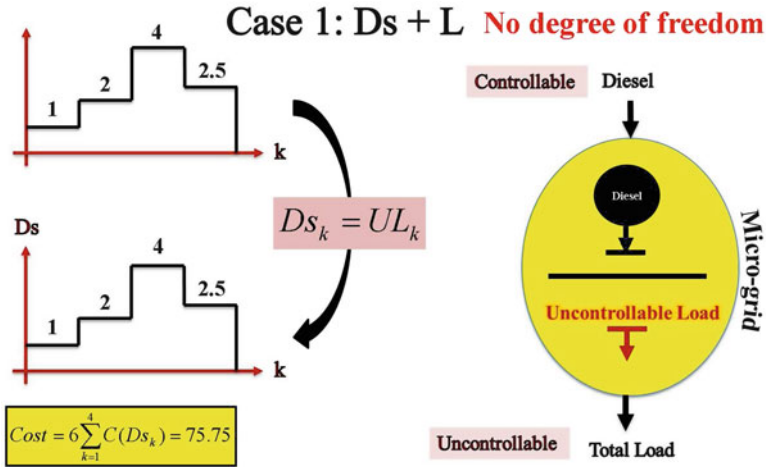 Case 1: Ds + L No degree of freedom
1
2
4
2.5
k
Ds
1
2
4
2.5
k
Ds_k = UL_k
Cost = 6 \sum_{k=1}^{4} C(Ds_k) = 75.75
Controllable
Diesel
Diesel
Uncontrollable Load
Micro-grid
Uncontrollable
Total Load